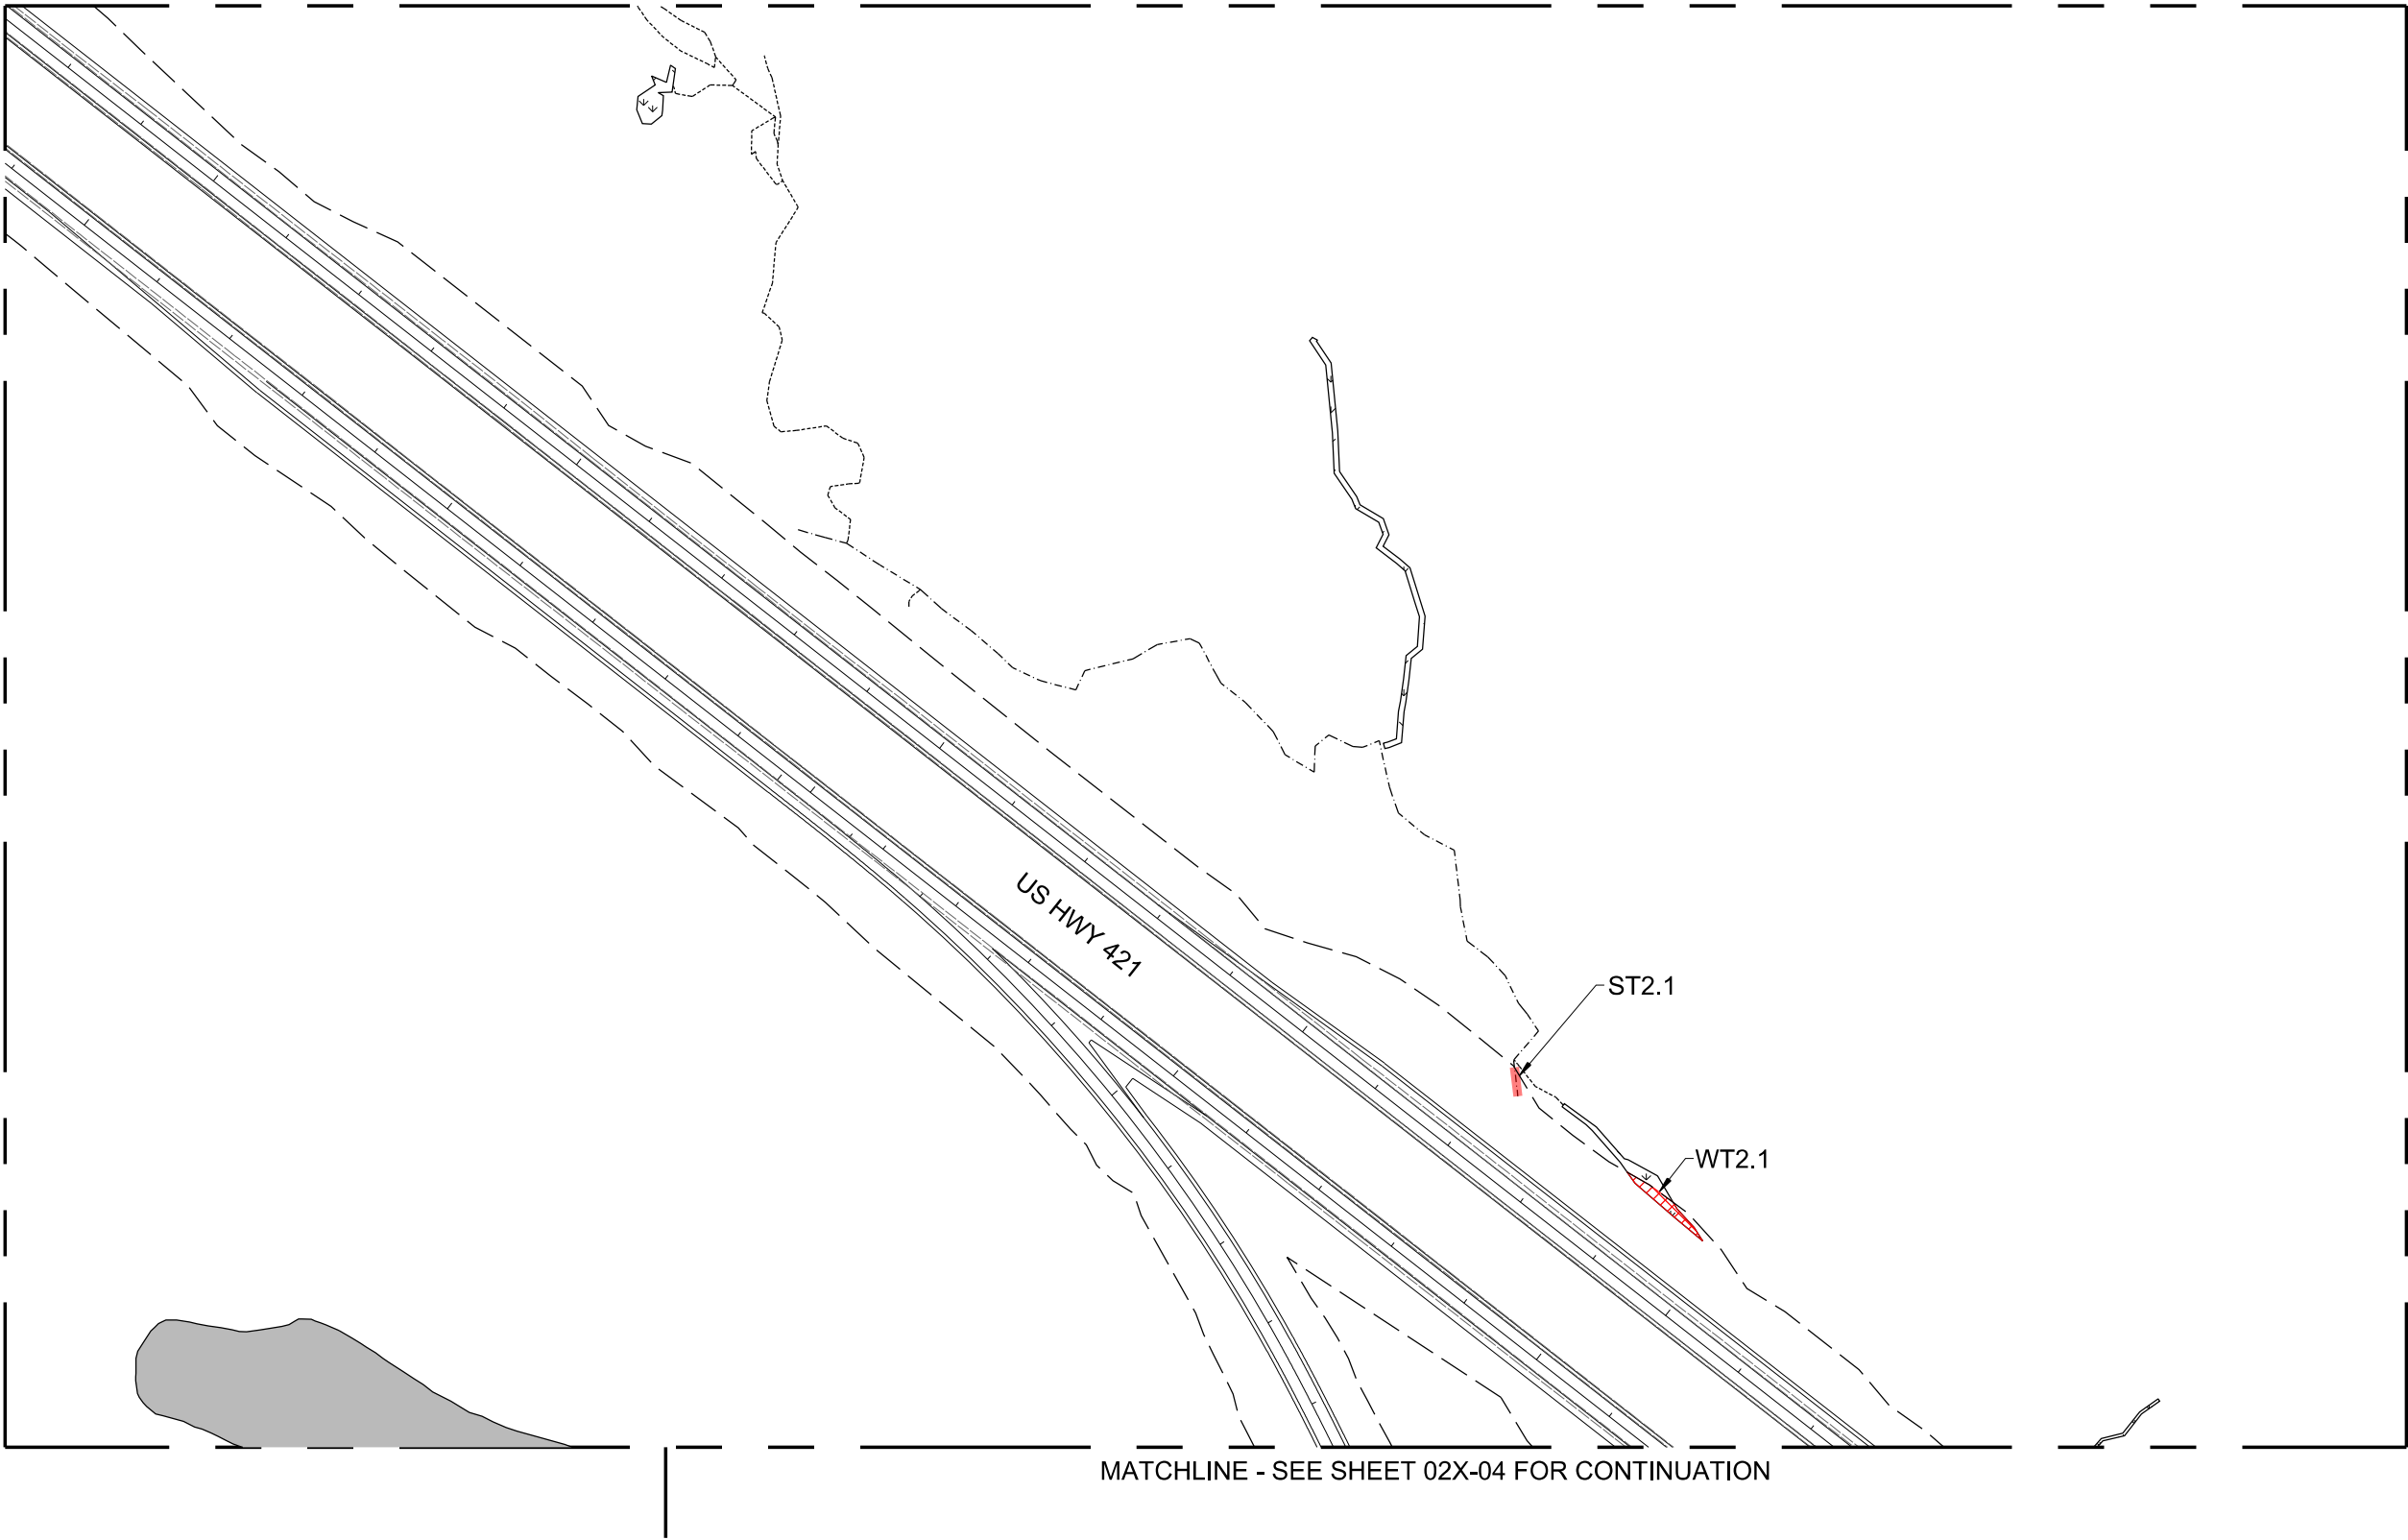 US HWY 421
ST2.1
WT2.1
MATCHLINE - SEE SHEET 02X-04 FOR CONTINUATION